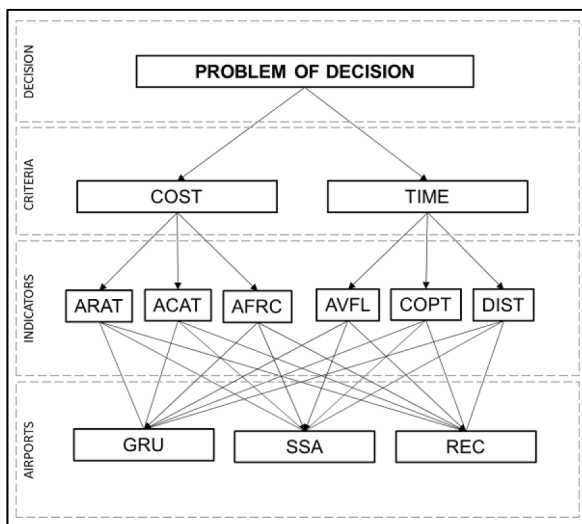 DECISION
PROBLEM OF DECISION
CRITERIA
COST
TIME
INDICATORS
ARAT
ACAT
AFRC
AVFL
COPT
DIST
AIRPORTS
GRU
SSA
REC